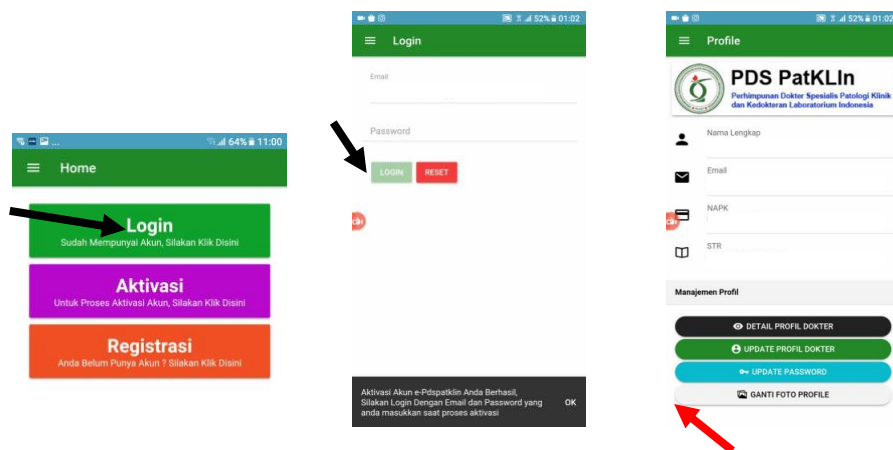 ... 64% 11:00
Home
Login
Sudah Mempunyai Akun, Silakan Klik Disini
Aktivasi
Untuk Proses Aktivasi Akun, Silakan Klik Disini
Registrasi
Anda Belum Punya Akun ? Silakan Klik Disini
52% 01:02
Login
Email
Password
LOGIN RESET
Aktivasi Akun e-Pdspatklin Anda Berhasil,
Silakan Login Dengan Email dan Password yang
anda masukkan saat proses aktivasi
OK
52% 01:02
Profile
PDS PatKLIn
Perhimpunan Dokter Spesialis Patologi Klinik
dan Kedokteran Laboratorium Indonesia
Nama Lengkap
Email
NAPK
STR
Manajemen Profil
DETAIL PROFIL DOKTER
UPDATE PROFIL DOKTER
UPDATE PASSWORD
GANTI FOTO PROFILE